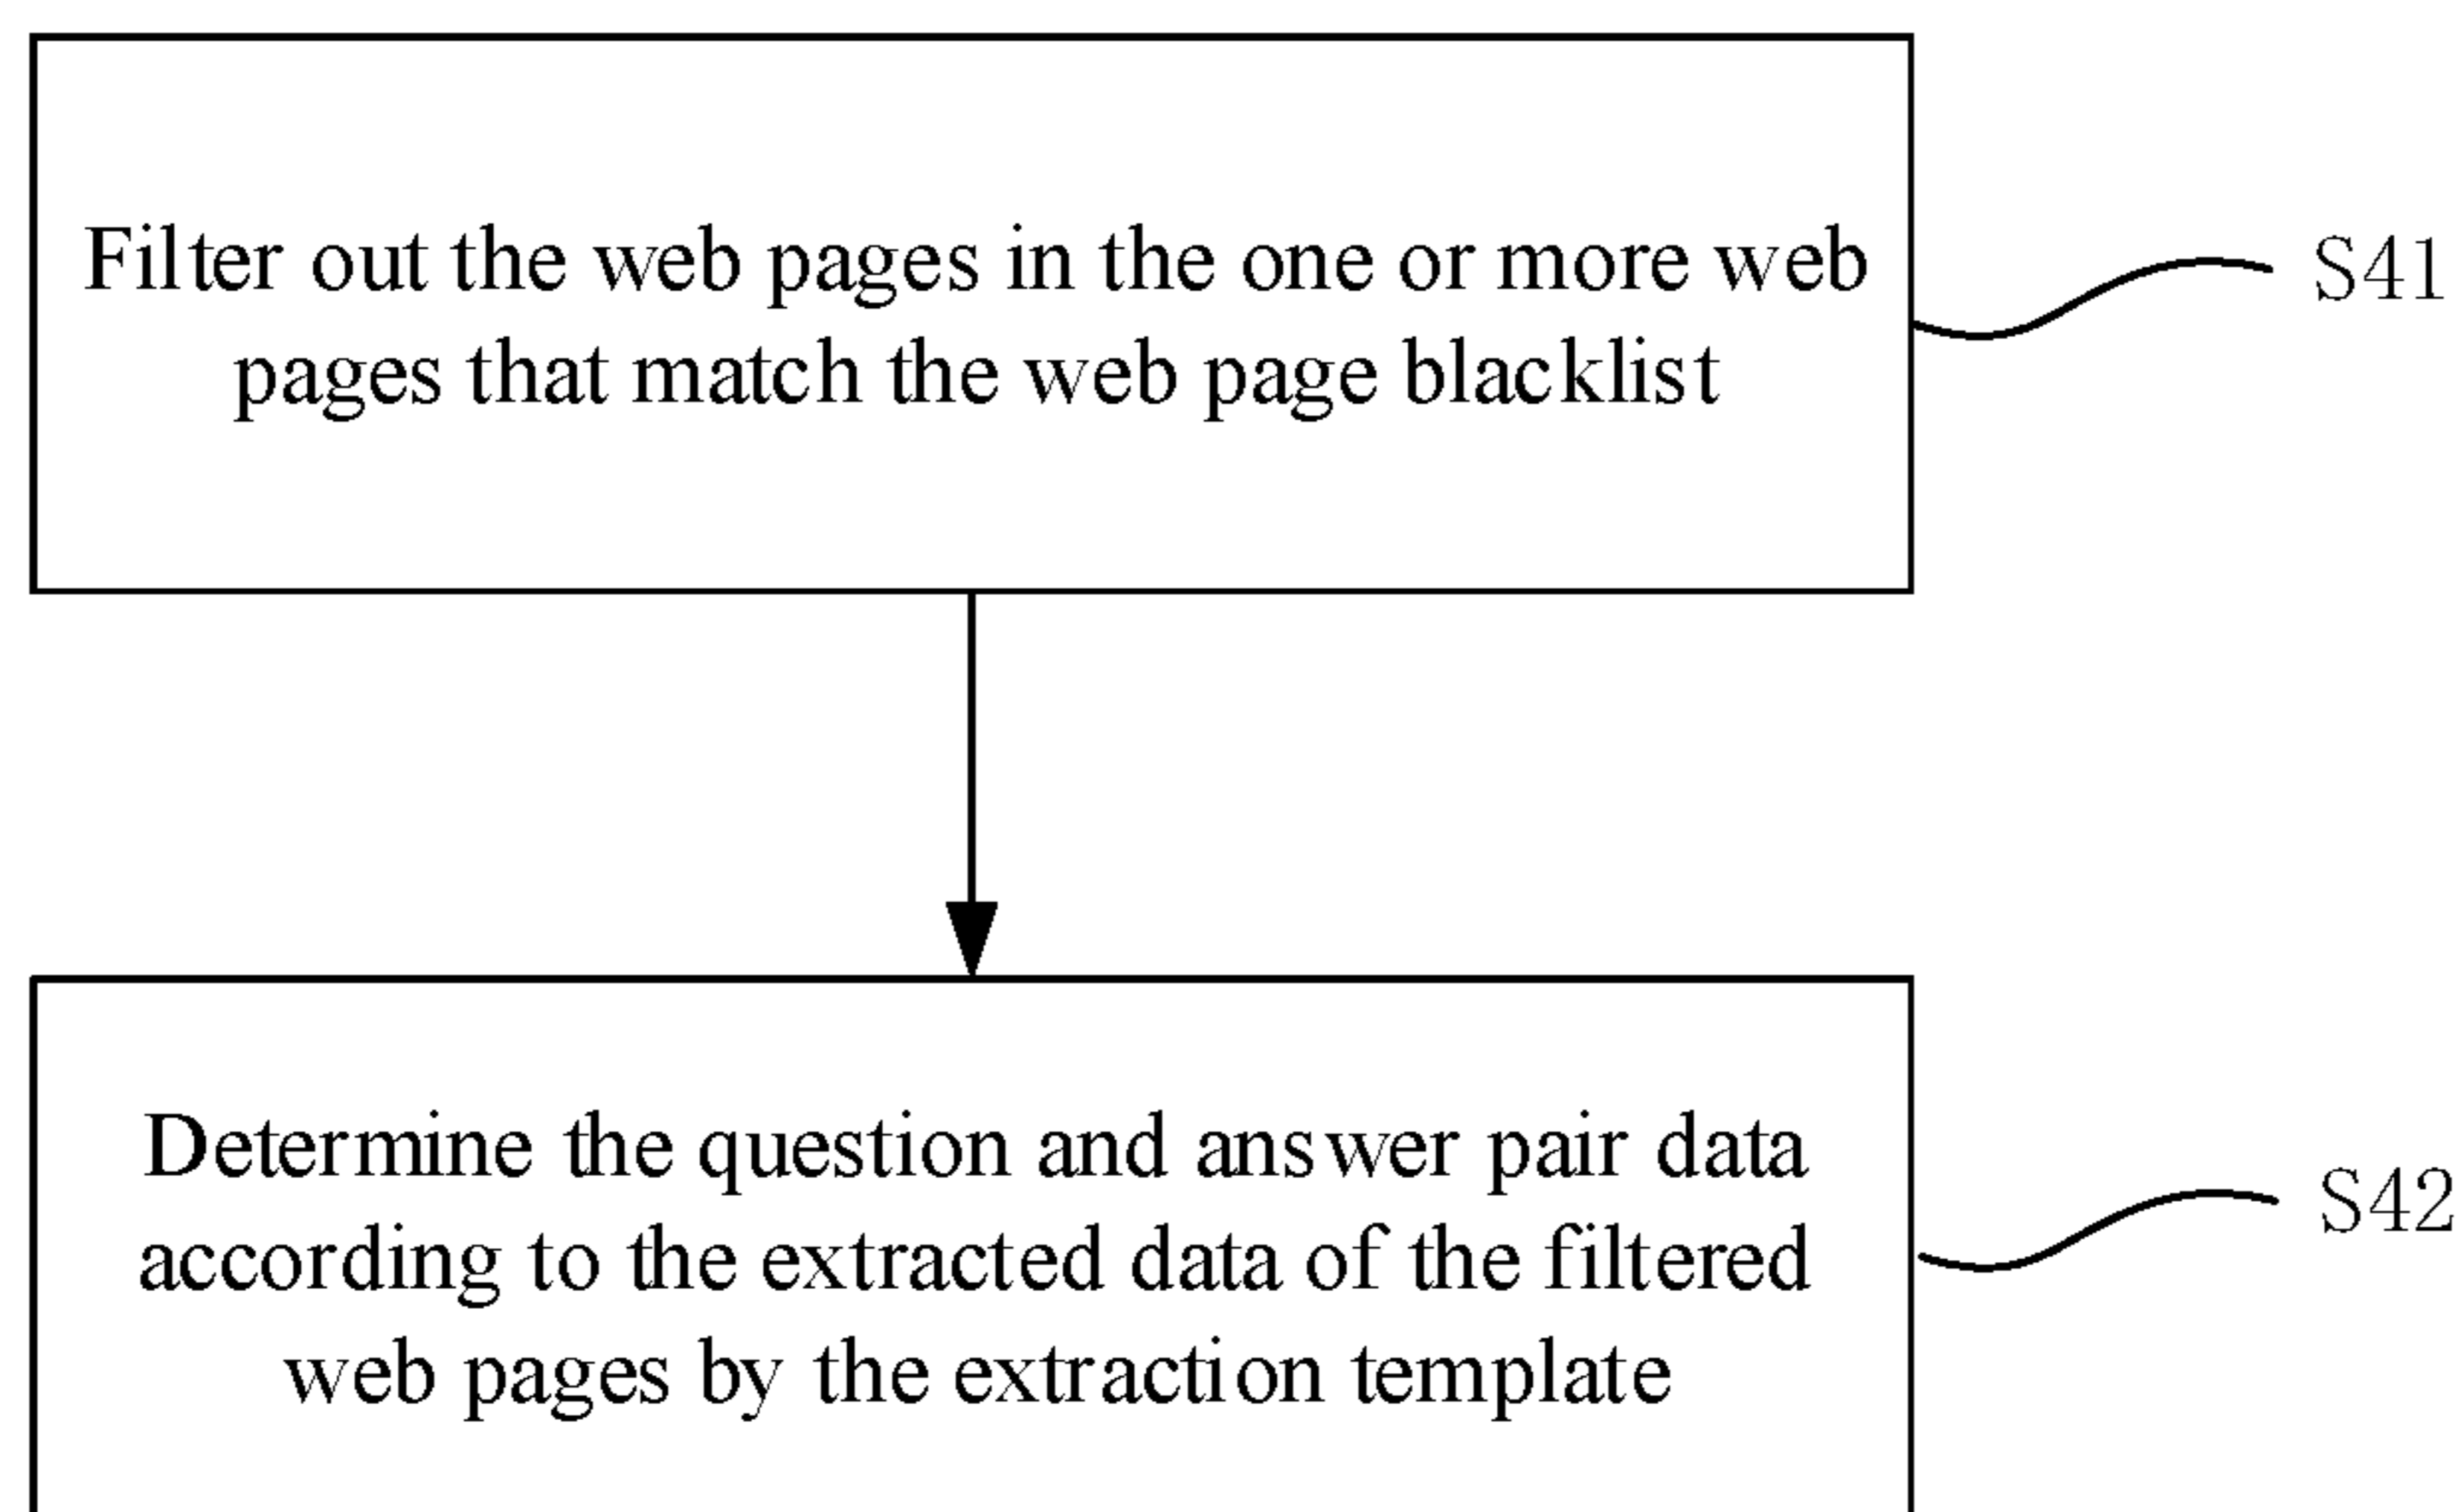 Filter out the web pages in the one or more web
pages that match the web page blacklist
S41
Determine the question and answer pair data
according to the extracted data of the filtered
web pages by the extraction template
S42